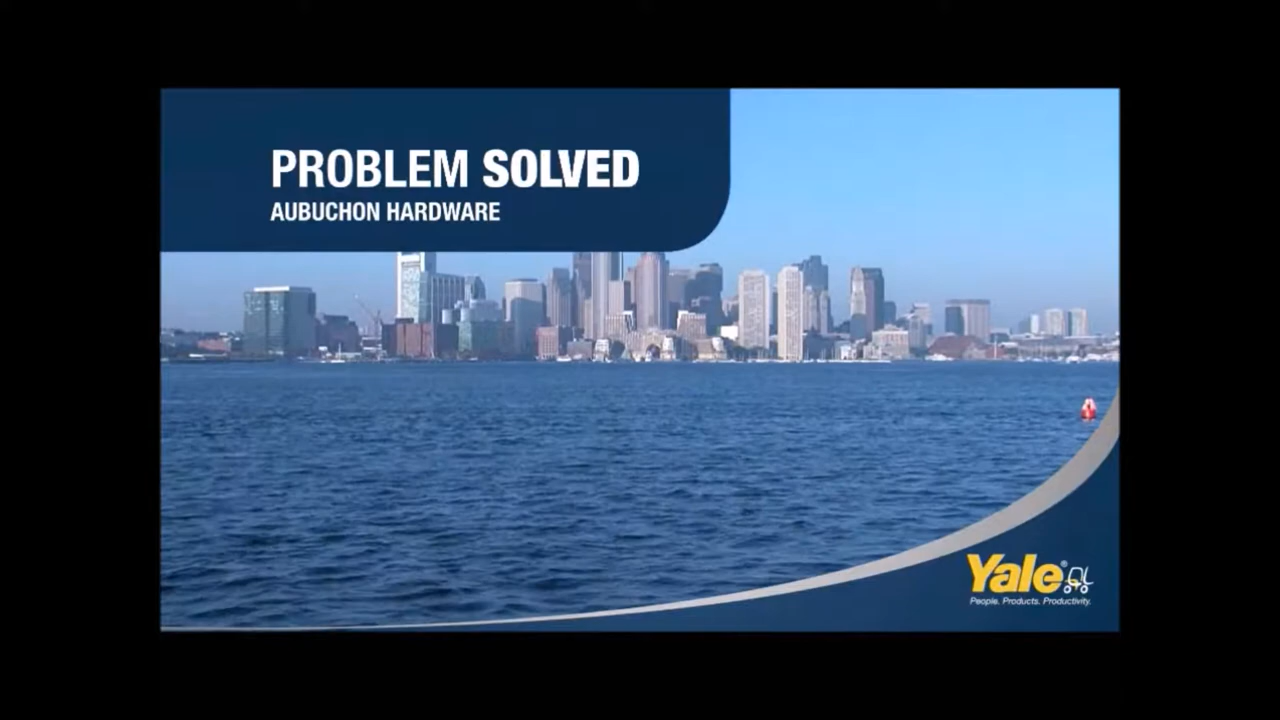 PROBLEM SOLVED
AUBUCHON HARDWARE
Yale®
People. Products. Productivity.